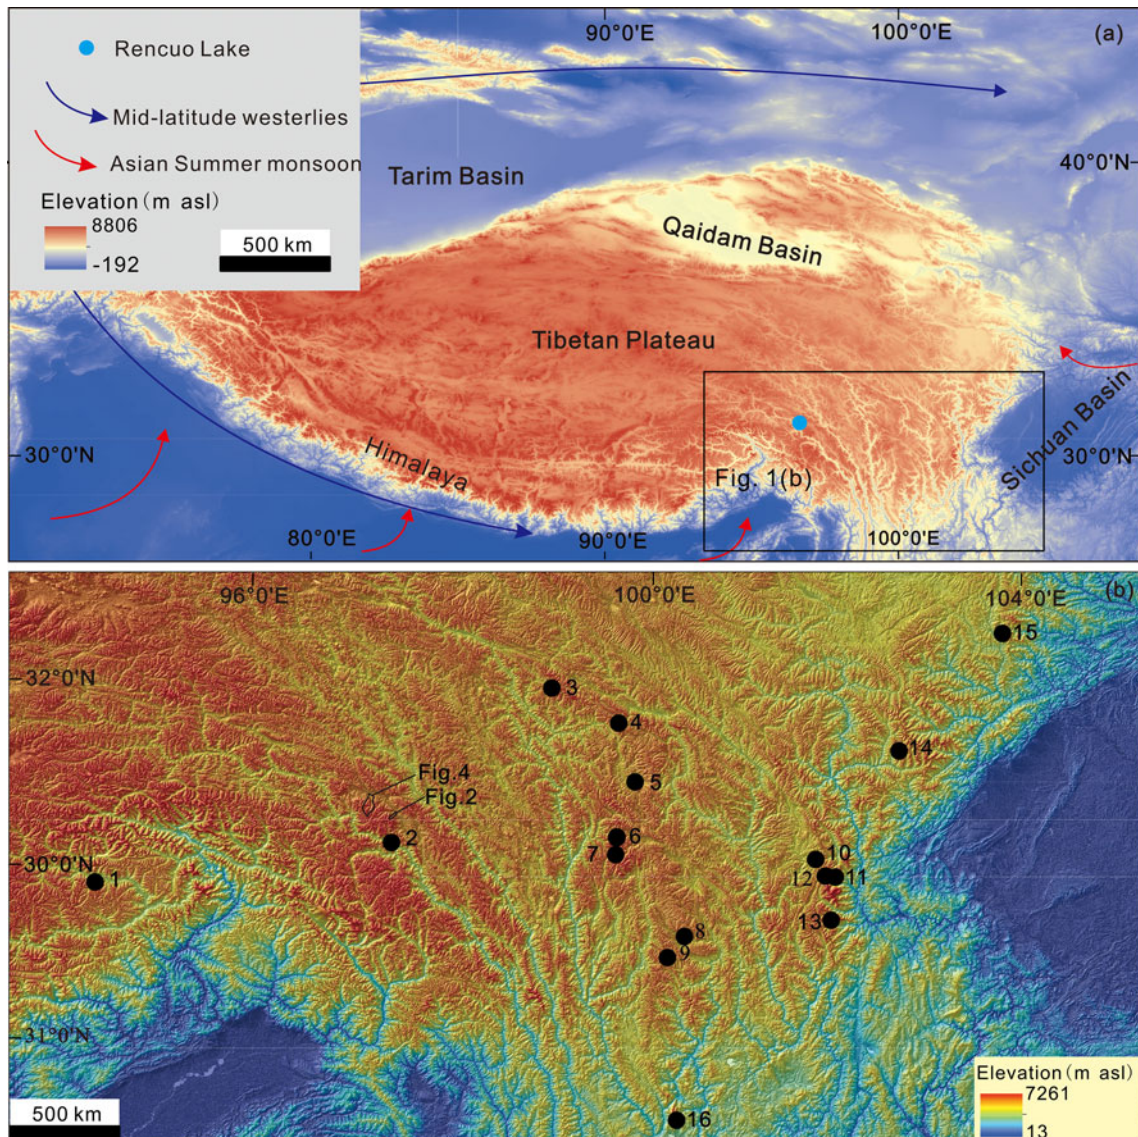 90°0'E
100°0'E
(a)
Rencuo Lake
Mid-latitude westerlies
Asian Summer monsoon
Elevation(m asl)
8806
-192
500 km
Tarim Basin
40°0'N
Qaidam Basin
Tibetan Plateau
Himalaya
Sichuan Basin
30°0'N
30°0'N
Fig. 1(b)
80°0'E
90°0'E
100°0'E
(b)
96°0'E
100°0'E
104°0'E
15
32°0'N
3
4
14
5
Fig.4
Fig.2
2
6
7
30°0'N
1
10
12
11
13
8
9
31°0'N
500 km
16
Elevation(m asl)
7261
13